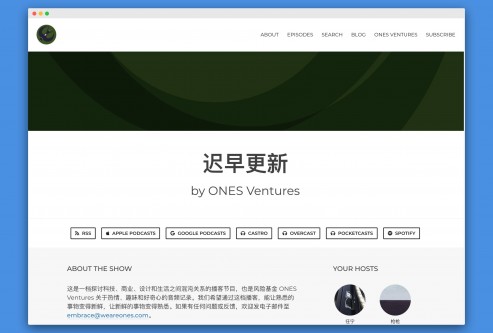 ABOUT EPISODES SEARCH BLOG ONES VENTURES SUBSCRIBE
迟早更新
by ONES Ventures
RSS APPLE PODCASTS GOOGLE PODCASTS CASTRO OVERCAST POCKETCASTS SPOTIFY
ABOUT THE SHOW
这是一档探讨科技、商业、设计和生活之间混沌关系的播客节目，也是风险基金 ONES
Ventures 关于热情、趣味和好奇心的音频记录。我们希望通过这档播客，能让熟悉的
事物变得新鲜，让新鲜的事物变得熟悉。如果有任何问题或反馈，欢迎发电子邮件至
embrace@weareones.com。
YOUR HOSTS
任宁 枪枪